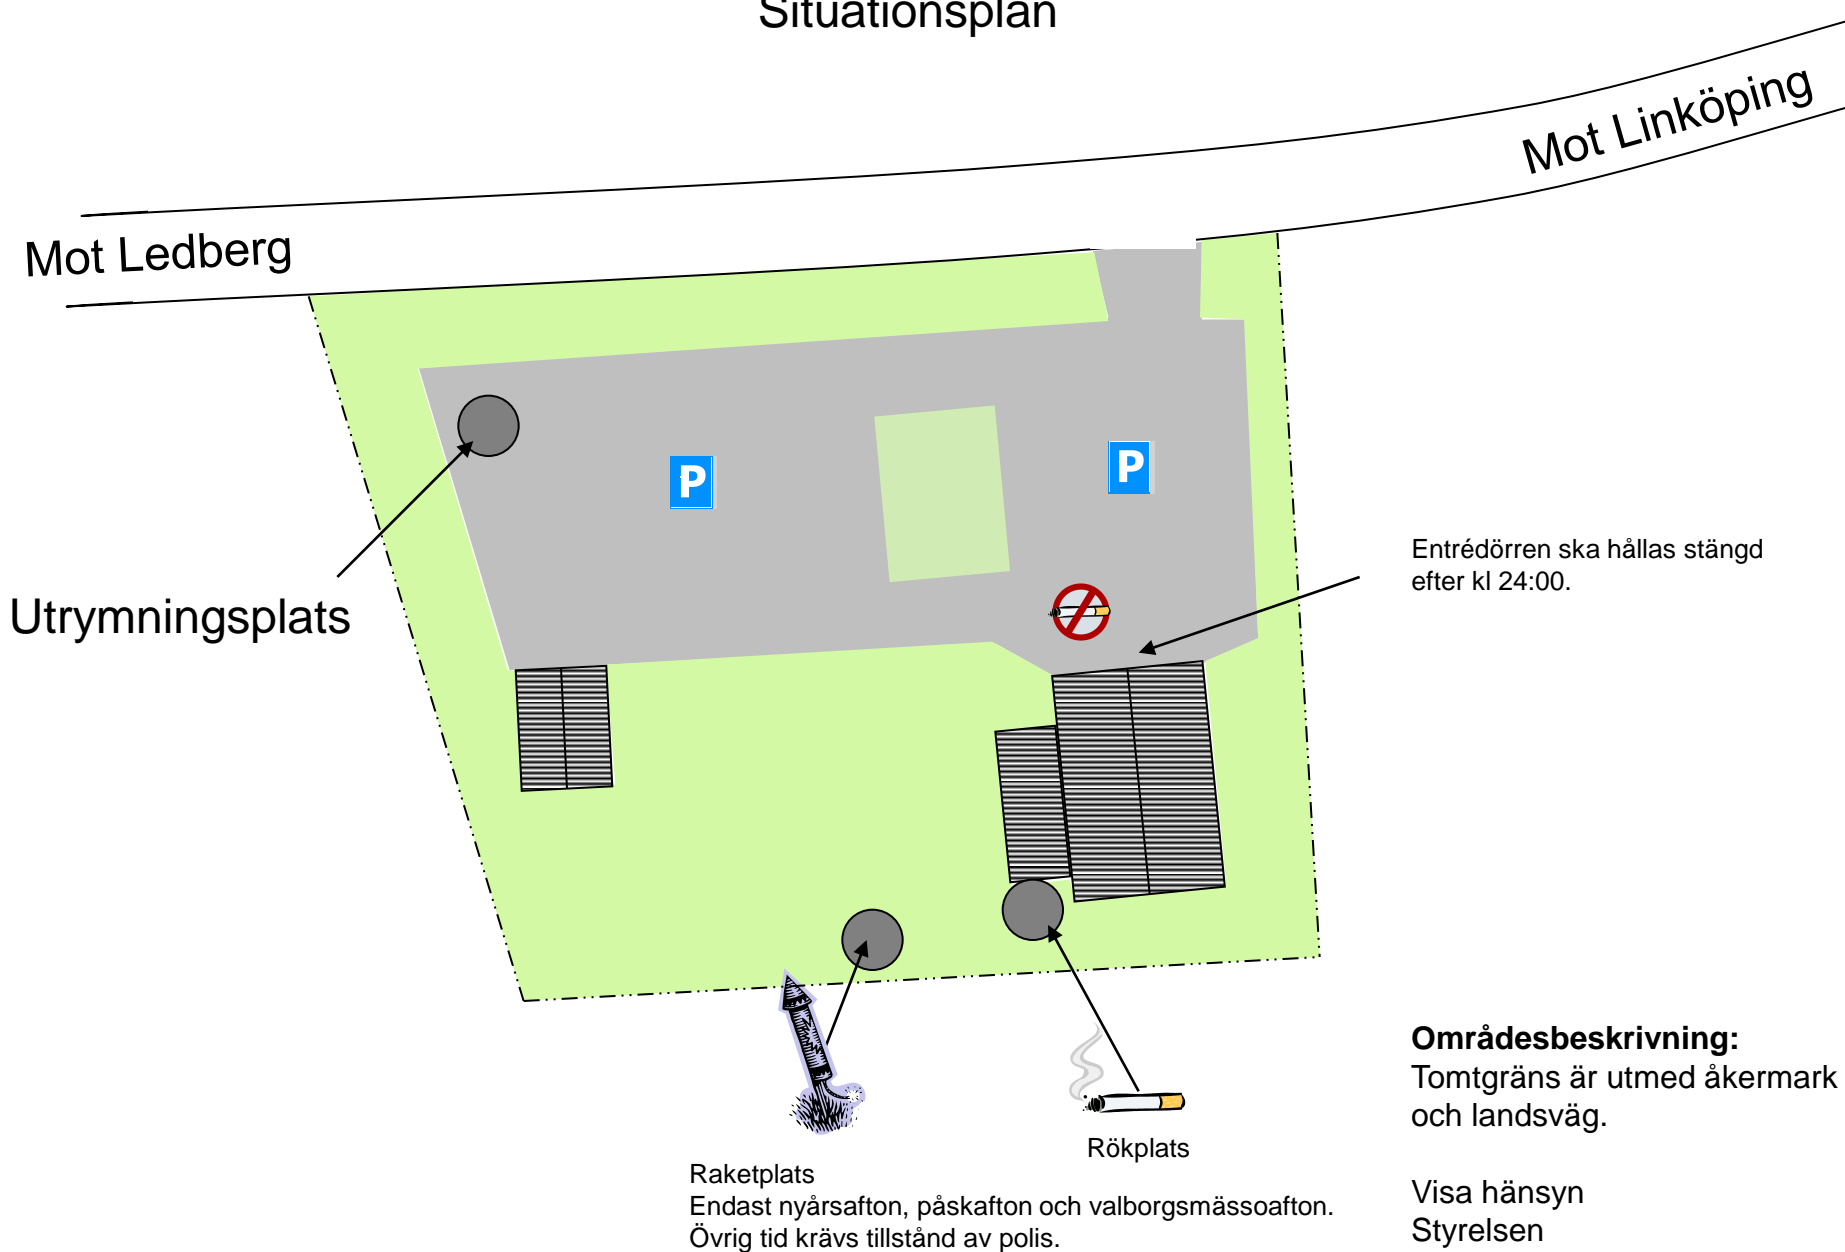 Situationsplan
Mot Linköping
Mot Ledberg
P
P
Entrédörren ska hållas stängd
efter kl 24:00.
Utrymningsplats
Områdesbeskrivning:
Tomtgräns är utmed åkermark
och landsväg.
Rökplats
Raketplats
Endast nyårsafton, påskafton och valborgsmässoafton.
Övrig tid krävs tillstånd av polis.
Visa hänsyn
Styrelsen